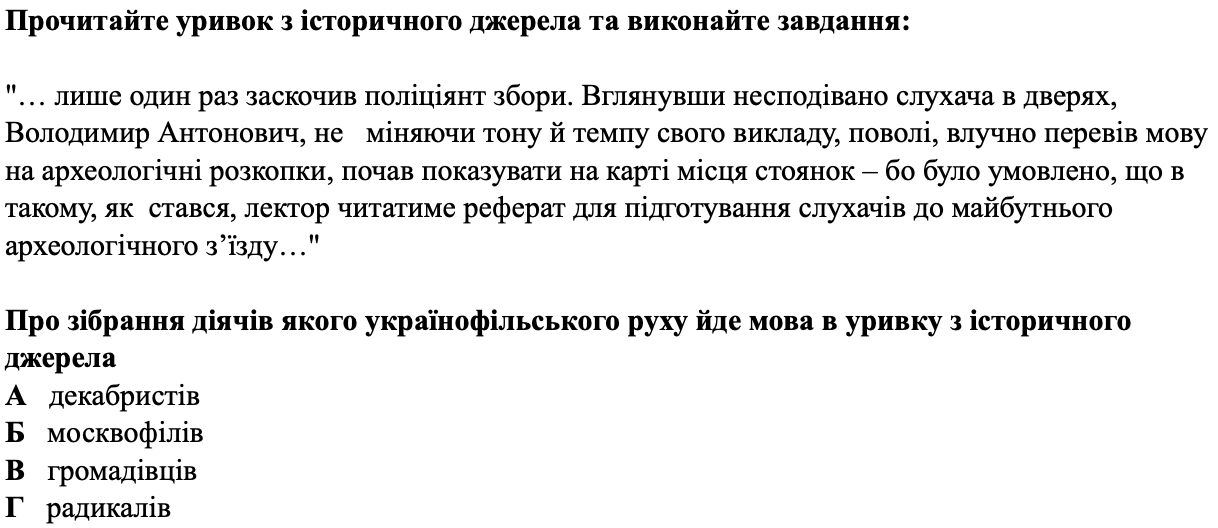 Прочитайте уривок з історичного джерела та виконайте завдання:
"… лише один раз заскочив поліціянт збори. Вглянувши несподівано слухача в дверях,
Володимир Антонович, не міняючи тону й темпу свого викладу, поволі, влучно перевів мову
на археологічні розкопки, почав показувати на карті місця стоянок – бо було умовлено, що в
такому, як стався, лектор читатиме реферат для підготування слухачів до майбутнього
археологічного з’їзду…"
Про зібрання діячів якого українофільського руху йде мова в уривку з історичного
джерела
А декабристів
Б москвофілів
В громадівців
Г радикалів